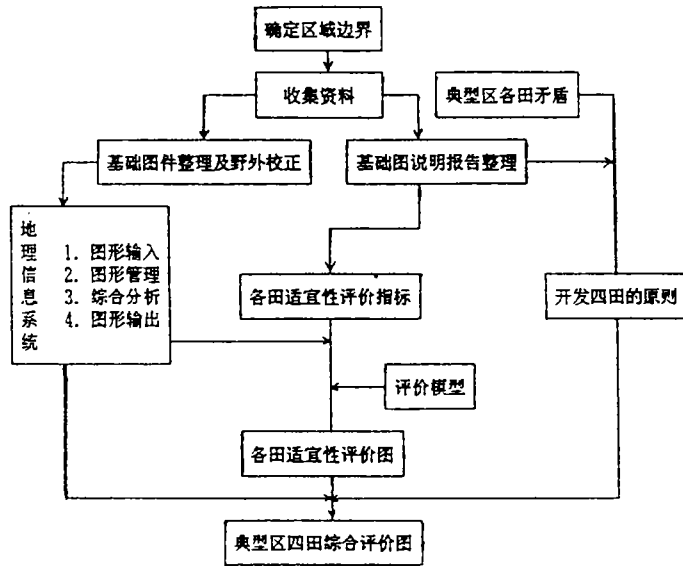 确定区域边界
收集资料
典型区各田矛盾
基础图件整理及野外校正
基础图说明报告整理
地理信息系统
1. 图形输入
2. 图形管理
3. 综合分析
4. 图形输出
各田适宜性评价指标
开发四田的原则
评价模型
各田适宜性评价图
典型区四田综合评价图